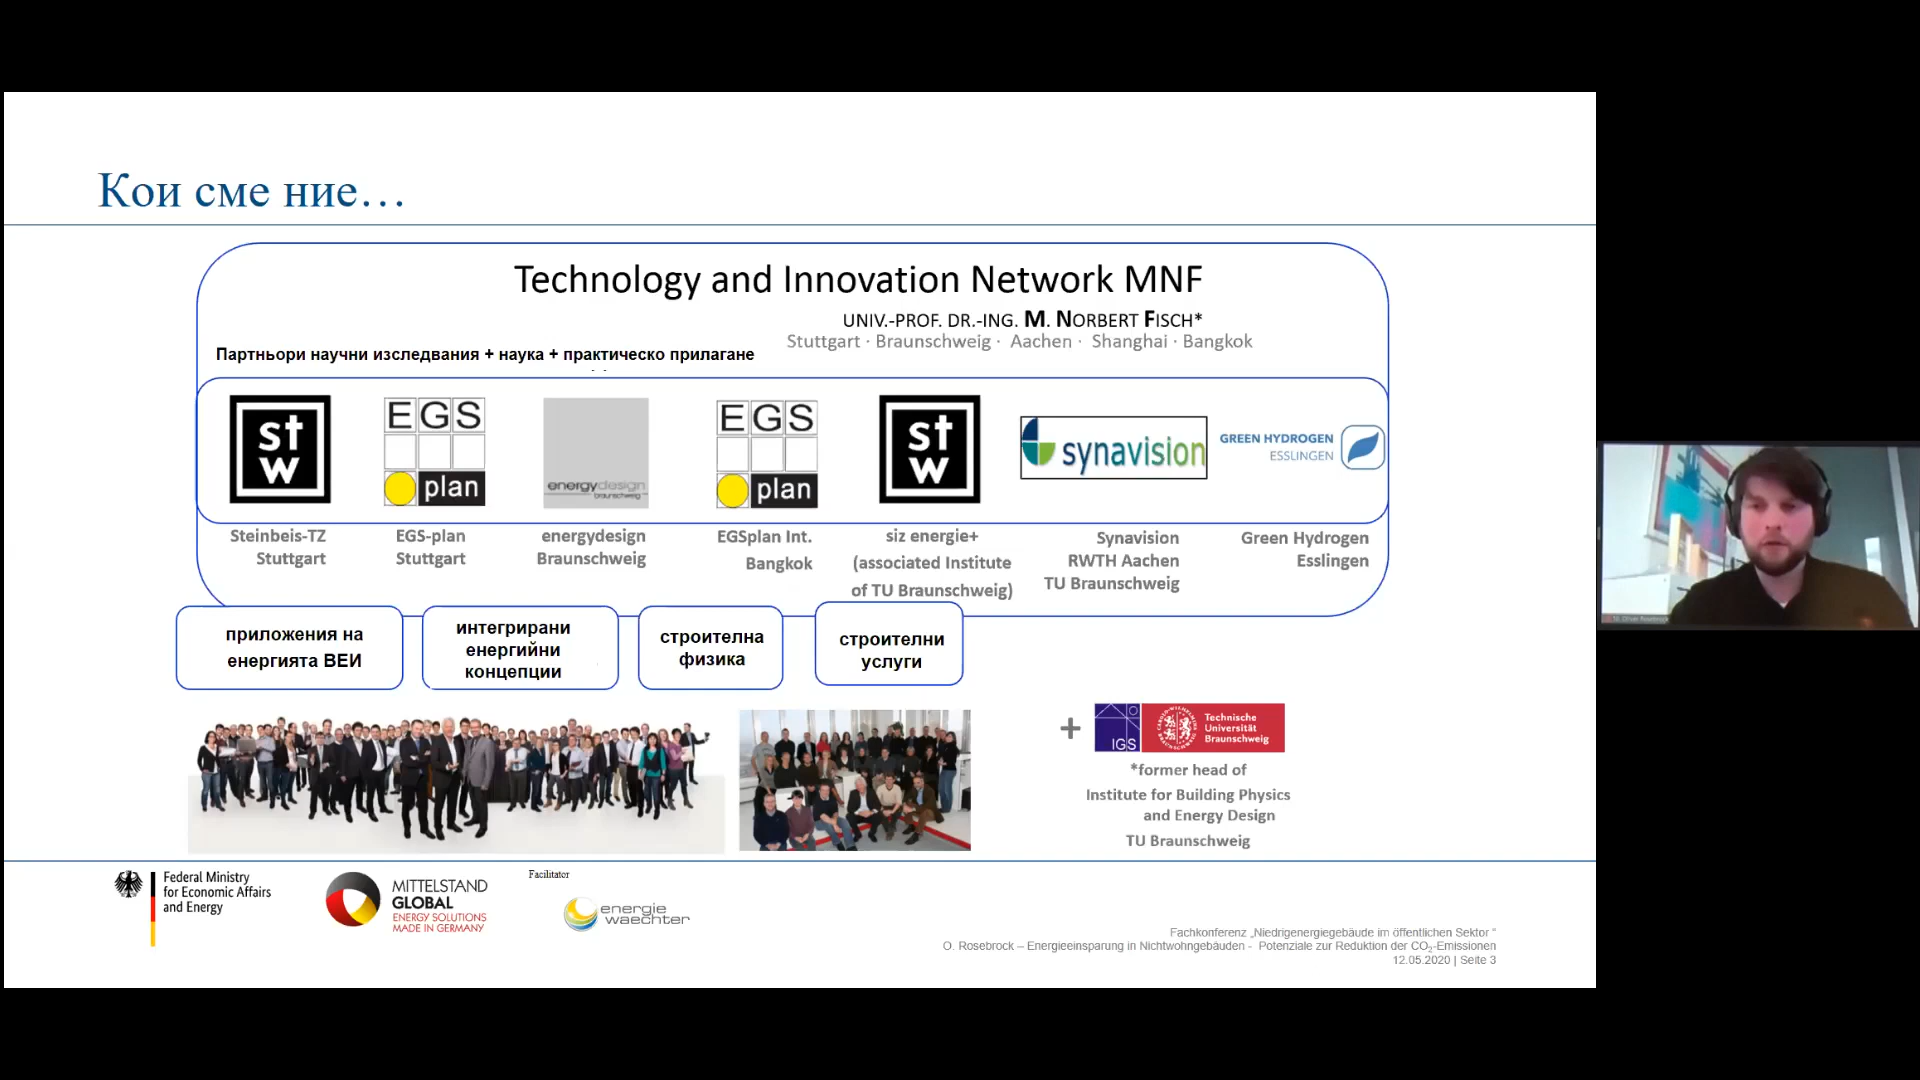 Кои сме ние…
Technology and Innovation Network MNF
UNIV.-PROF. DR.-ING. M. NORBERT FISCH*
Stuttgart · Braunschweig · Aachen · Shanghai · Bangkok
Партньори научни изследвания + наука + практическо прилагане
st
w
EGS
plan
energydesign
braunschweig
EGS
plan
st
w
synavision
GREEN HYDROGEN
ESSLINGEN
Steinbeis-TZ
Stuttgart
EGS-plan
Stuttgart
energydesign
Braunschweig
EGSplan Int.
Bangkok
siz energie+
(associated Institute
of TU Braunschweig)
Synavision
RWTH Aachen
TU Braunschweig
Green Hydrogen
Esslingen
приложения на
енергията ВЕИ
интегрирани
енергийни
концепции
строителна
физика
строителни
услуги
+
IGS
Technische
Universität
Braunschweig
*former head of
Institute for Building Physics
and Energy Design
TU Braunschweig
Federal Ministry
for Economic Affairs
and Energy
MITTELSTAND
GLOBAL
ENERGY SOLUTIONS
MADE IN GERMANY
Facilitator
energie
waechter
Fachkonferenz „Niedrigenergiegebäude im öffentlichen Sektor “
O. Rosebrock – Energieeinsparung in Nichtwohngebäuden - Potenziale zur Reduktion der CO2-Emissionen
12.05.2020 | Seite 3